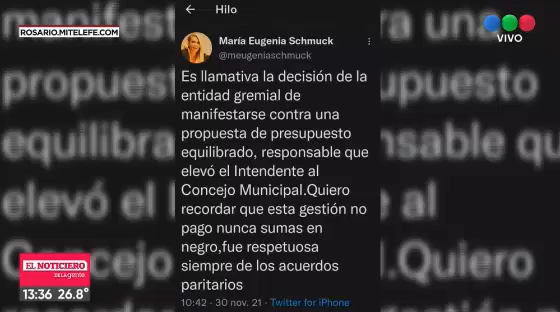 ROSARIO.MITELEFE.COM
VIVO
Hilo
María Eugenia Schmuck
@meugeniaschmuck
Es llamativa la decisión de la
entidad gremial de
manifestarse contra una
propuesta de presupuesto
equilibrado, responsable que
elevó el Intendente al
Concejo Municipal.Quiero
recordar que esta gestión no
pago nunca sumas en
negro,fue respetuosa
siempre de los acuerdos
paritarios
10:42 - 30 nov. 21 - Twitter for iPhone
EL NOTICIERO
DE LA gente
13:36 26.8°